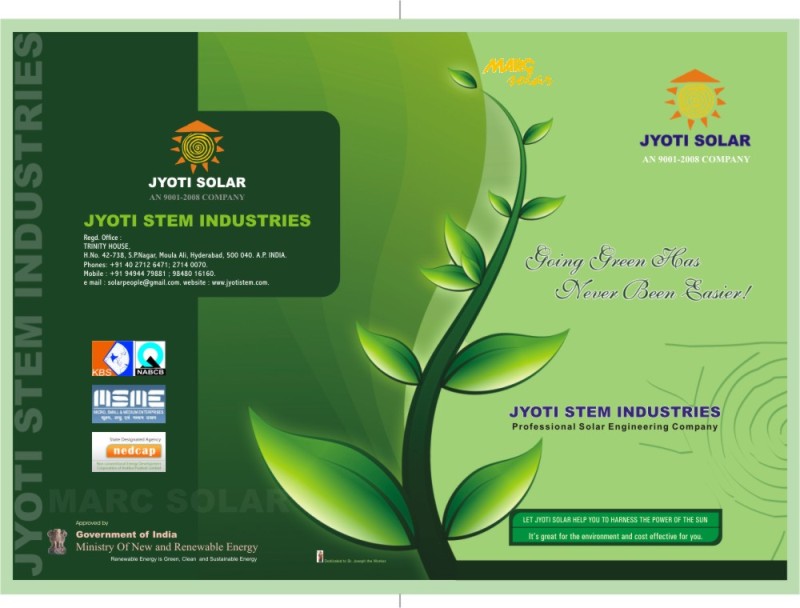 JYOTI STEM INDUSTRIES
JYOTI SOLAR
AN 9001-2008 COMPANY
JYOTI STEM INDUSTRIES
Regd. Office :
TRINITY HOUSE,
H.No. 42-738, S.P.Nagar, Moula Ali, Hyderabad, 500 040. A.P. INDIA.
Phones: +91 40 2712 6471; 2714 0070.
Mobile : +91 94944 79881 ; 98480 16160.
e mail : solarpeople@gmail.com. website : www.jyotistem.com.
KBS
NABCB
MSME
MICRO, SMALL & MEDIUM ENTERPRISES
State Designated Agency
nedcap
MARC SOLAR
Approved by
Government of India
Ministry Of New and Renewable Energy
Renewable Energy is Green, Clean and Sustainable Energy
Dedicated to St. Joseph the Worker
MARC
solar
JYOTI SOLAR
AN 9001-2008 COMPANY
Going Green Has
Never Been Easier!
JYOTI STEM INDUSTRIES
Professional Solar Engineering Company
LET JYOTI SOLAR HELP YOU TO HARNESS THE POWER OF THE SUN
It's great for the environment and cost effective for you.